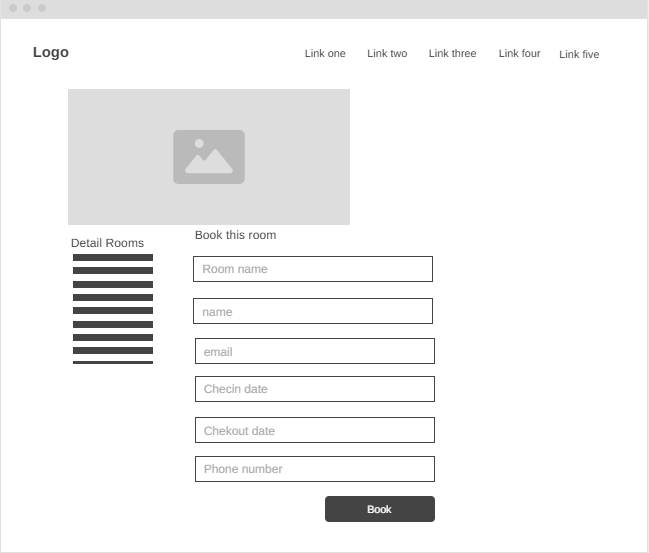 Logo
Link one
Link two
Link three
Link four
Link five
Book this room
Detail Rooms
Room name
name
email
Checin date
Chekout date
Phone number
Book